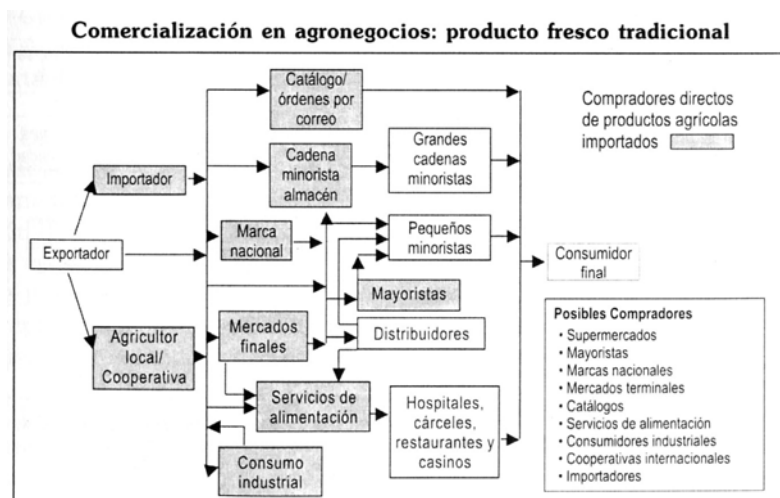 Comercialización en agronegocios: producto fresco tradicional
Catálogo/
órdenes por
correo
Compradores directos
de productos agrícolas
importados
Cadena
minorista
almacén
Grandes
cadenas
minoristas
Importador
Marca
nacional
Pequeños
minoristas
Exportador
Consumidor
final
Mayoristas
Agricultor
local/
Cooperativa
Mercados
finales
Distribuidores
Servicios de
alimentación
Hospitales,
cárceles,
restaurantes y
casinos
Consumo
industrial
Posibles Compradores
• Supermercados
• Mayoristas
• Marcas nacionales
• Mercados terminales
• Catálogos
• Servicios de alimentación
• Consumidores industriales
• Cooperativas internacionales
• Importadores